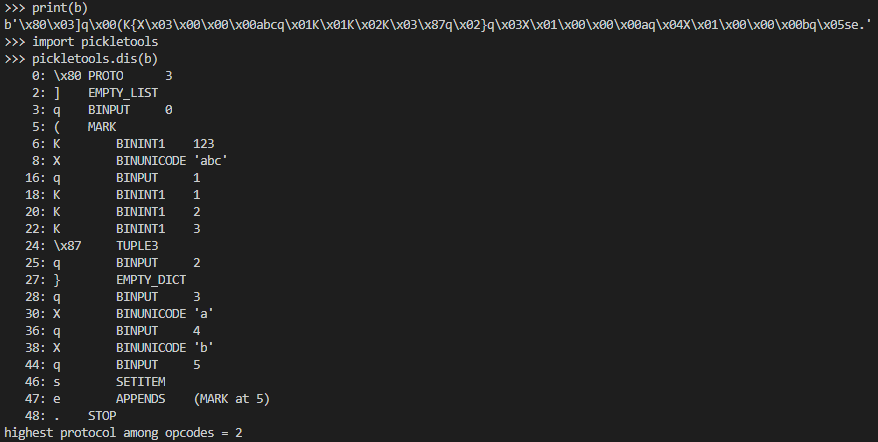 >>> print(b)
b'\x80\x03]q\x00(K{X\x03\x00\x00\x00abcq\x01K\x01K\x02K\x03\x87q\x02}q\x03X\x01\x00\x00\x00aq\x04X\x01\x00\x00\x00bq\x05se.'
>>> import pickletools
>>> pickletools.dis(b)
    0: \x80 PROTO      3
    2: ]    EMPTY_LIST
    3: q    BINPUT     0
    5: (    MARK
    6: K        BININT1    123
    8: X        BINUNICODE 'abc'
   16: q        BINPUT     1
   18: K        BININT1    1
   20: K        BININT1    2
   22: K        BININT1    3
   24: \x87     TUPLE3
   25: q        BINPUT     2
   27: }        EMPTY_DICT
   28: q        BINPUT     3
   30: X        BINUNICODE 'a'
   36: q        BINPUT     4
   38: X        BINUNICODE 'b'
   44: q        BINPUT     5
   46: s        SETITEM
   47: e        APPENDS    (MARK at 5)
   48: .    STOP
highest protocol among opcodes = 2